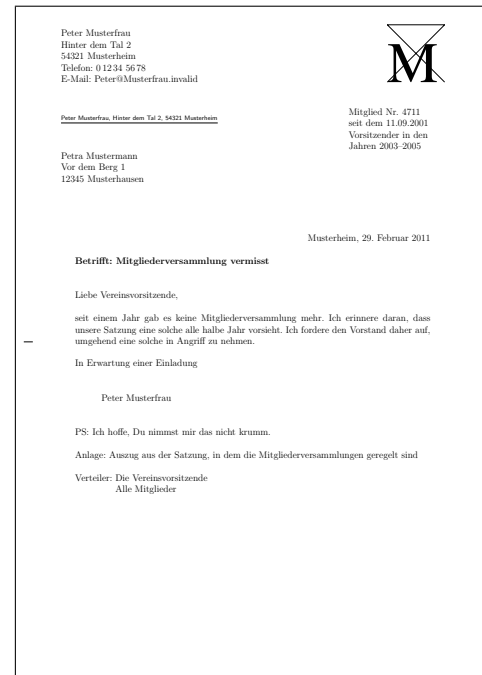 Peter Musterfrau
Hinter dem Tal 2
54321 Musterheim
Telefon: 0 12 34 56 78
E-Mail: Peter@Musterfrau.invalid
M
Peter Musterfrau, Hinter dem Tal 2, 54321 Musterheim
Mitglied Nr. 4711
seit dem 11.09.2001
Vorsitzender in den
Jahren 2003–2005
Petra Mustermann
Vor dem Berg 1
12345 Musterhausen
Musterheim, 29. Februar 2011
Betrifft: Mitgliederversammlung vermisst
Liebe Vereinsvorsitzende,
seit einem Jahr gab es keine Mitgliederversammlung mehr. Ich erinnere daran, dass
unsere Satzung eine solche alle halbe Jahr vorsieht. Ich fordere den Vorstand daher auf,
umgehend eine solche in Angriff zu nehmen.
In Erwartung einer Einladung
Peter Musterfrau
PS: Ich hoffe, Du nimmst mir das nicht krumm.
Anlage: Auszug aus der Satzung, in dem die Mitgliederversammlungen geregelt sind
Verteiler: Die Vereinsvorsitzende
Alle Mitglieder